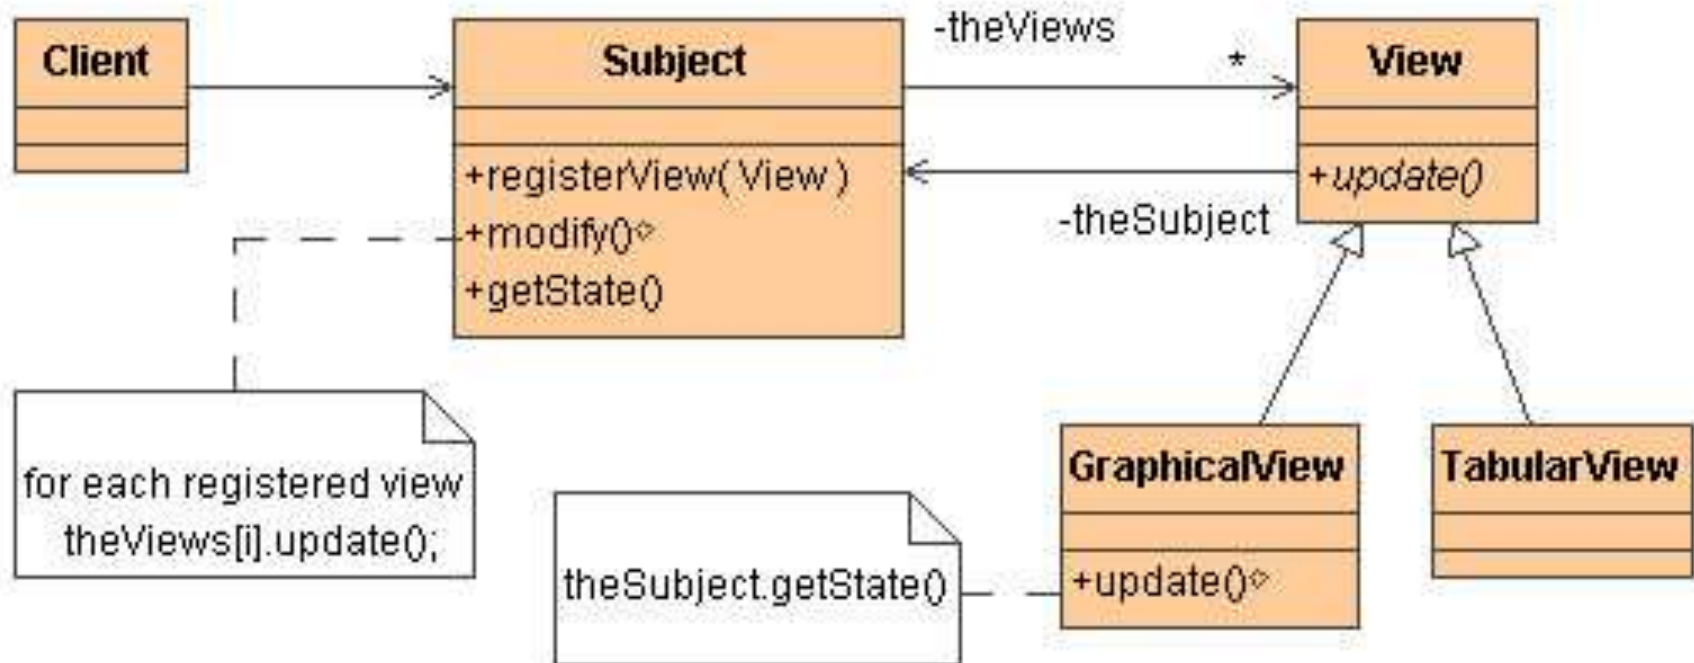 Client
Subject
+registerView( View )
+modify()
+getState()
-theViews
*
View
+update()
-theSubject
for each registered view
theViews[i].update();
theSubject.getState()
GraphicalView
+update()
TabularView